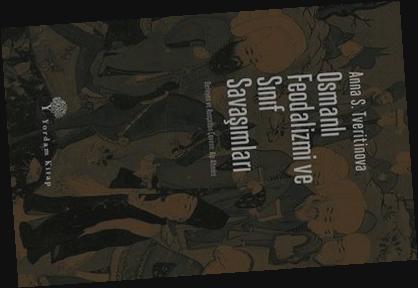 Anna S. Tveritinova
Osmanlı
Feodalizmi ve
Sınıf
Savaşımları
Yordam Kitap